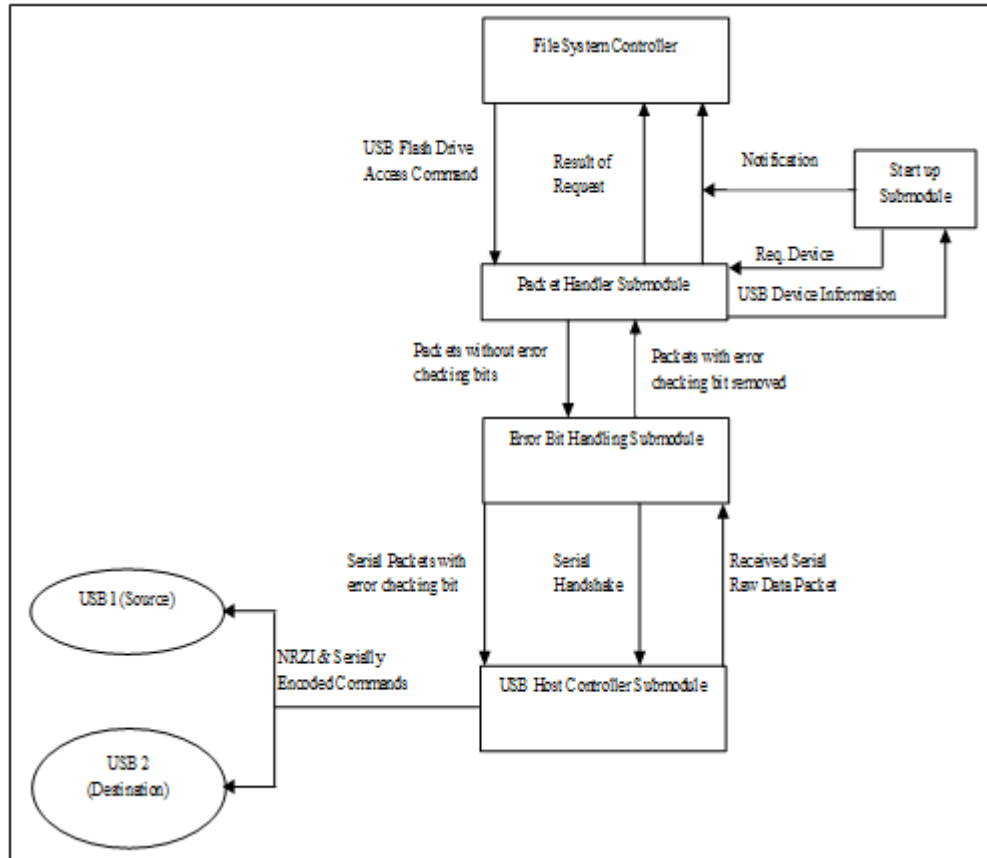 File System Controller
USB Flash Drive
Access Command
Result of
Request
Notification
Start up
Submodule
Req. Device
Packet Handler Submodule
USB Device Information
Packets without error
checking bits
Packets with error
checking bit removed
Error Bit Handling Submodule
Serial Packets with
error checking bit
Serial
Handshake
Received Serial
Raw Data Packet
USB 1 (Source)
NRZI & Serially
Encoded Commands
USB Host Controller Submodule
USB 2
(Destination)